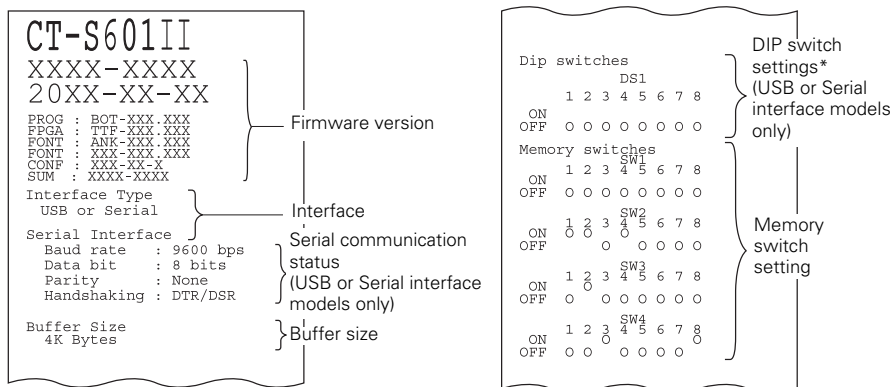 CT-S601II
XXXX-XXXX
20XX-XX-XX
PROG : BOT-XXX.XXX
FPGA : TTF-XXX.XXX
FONT : ANK-XXX.XXX
FONT : XXX-XXX.XXX
CONF : XXX-XX-X
SUM : XXXX-XXXX
Firmware version
Interface Type
USB or Serial
Interface
Serial Interface
Baud rate : 9600 bps
Data bit : 8 bits
Parity : None
Handshaking : DTR/DSR
Serial communication
status
(USB or Serial interface
models only)
Buffer Size
4K Bytes
Buffer size
Dip switches
DS1
1 2 3 4 5 6 7 8
ON
OFF O O O O O O O O
DIP switch
settings*
(USB or Serial
interface models
only)
Memory switches
SW1
1 2 3 4 5 6 7 8
ON
OFF O O O O O O O O
SW2
1 2 3 4 5 6 7 8
ON O O O
OFF O O O O O
SW3
1 2 3 4 5 6 7 8
ON O
OFF O O O O O O O
SW4
1 2 3 4 5 6 7 8
ON O O
OFF O O O O O O
Memory
switch
setting